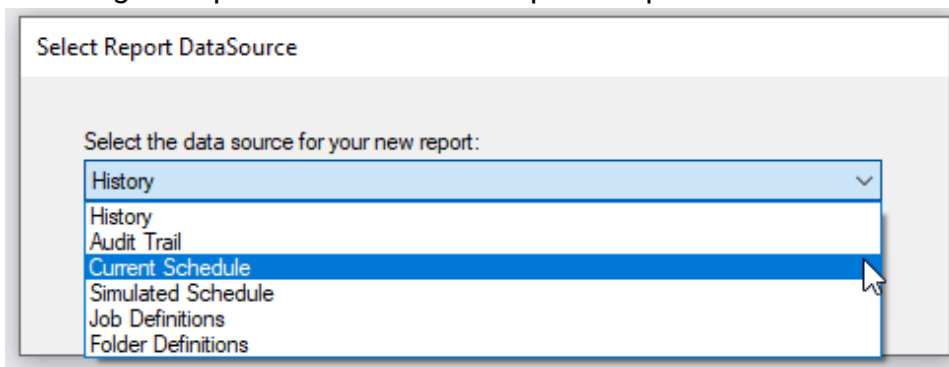 Select Report DataSource
Select the data source for your new report:
History
History
Audit Trail
Current Schedule
Simulated Schedule
Job Definitions
Folder Definitions